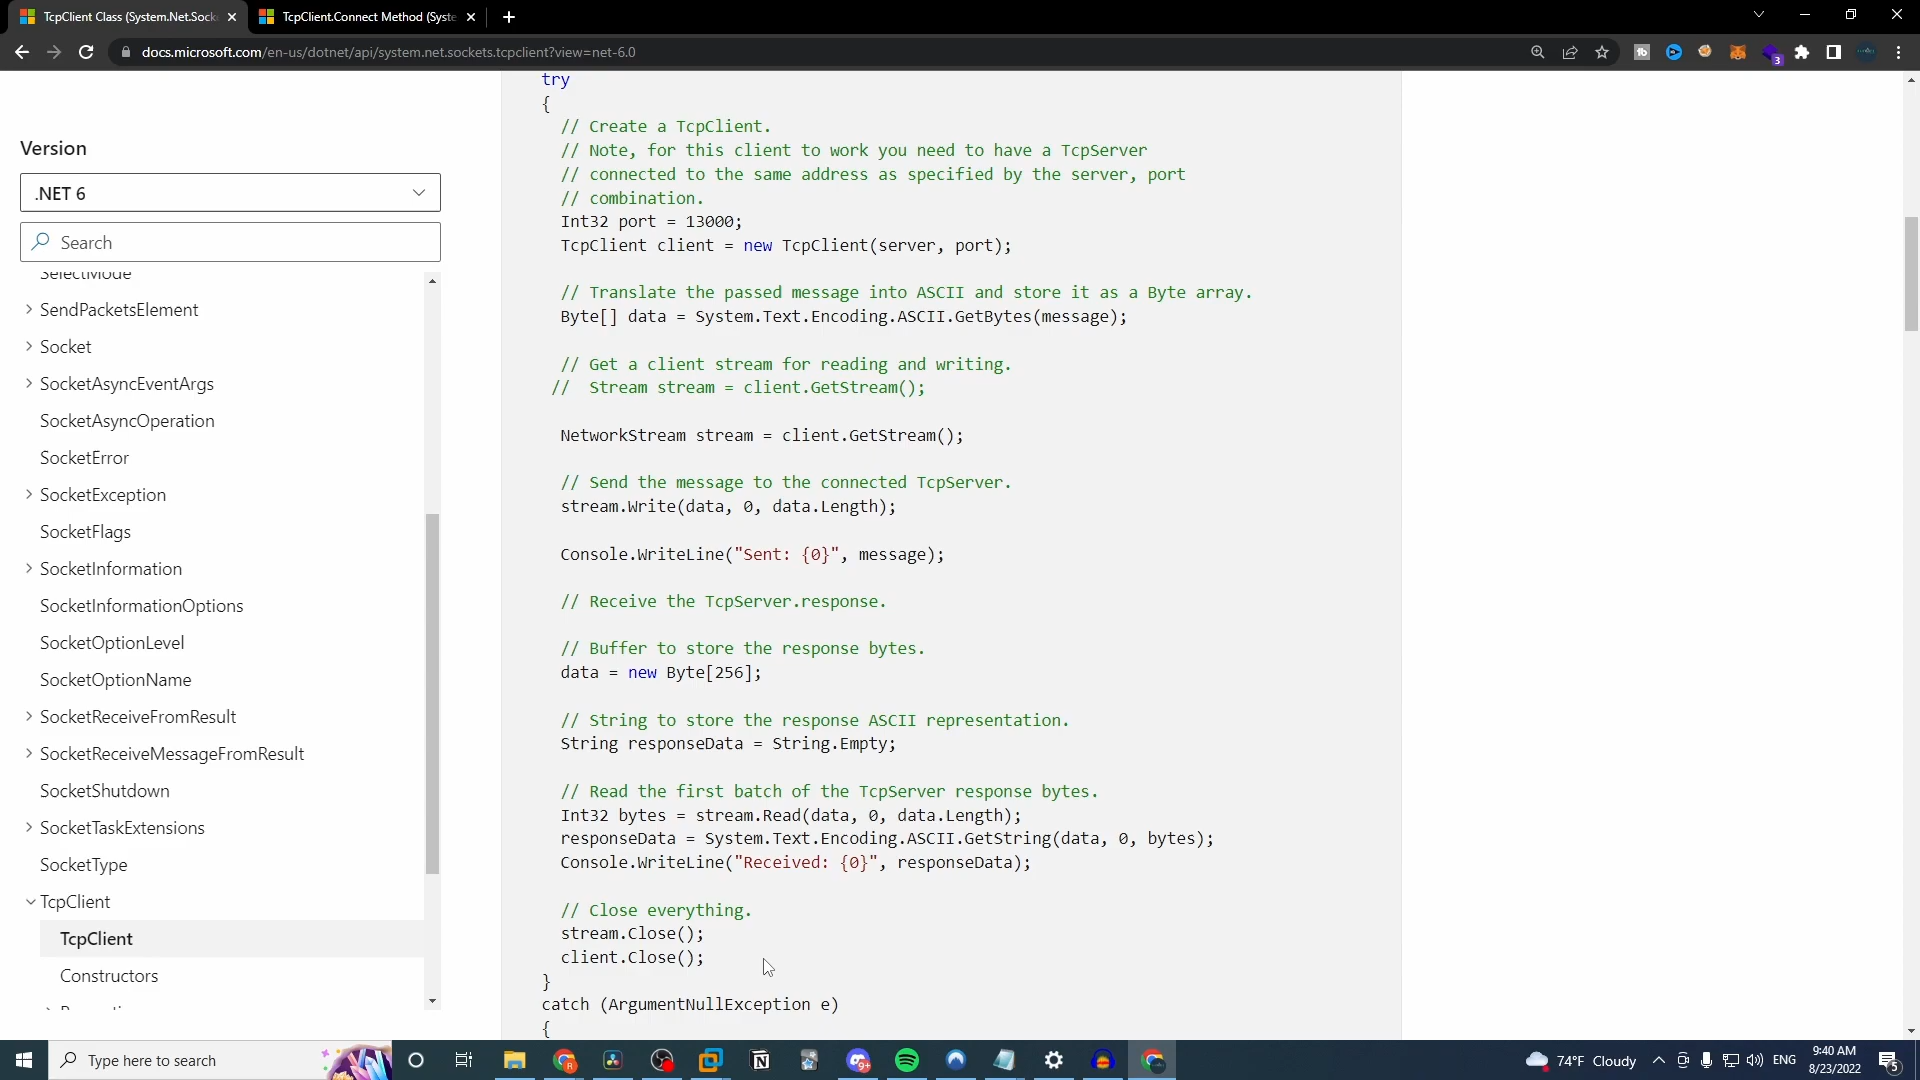 TcpClient Class (System.Net.Sock
TcpClient.Connect Method (Syste
docs.microsoft.com/en-us/dotnet/api/system.net.sockets.tcpclient?view=net-6.0
3
Version
.NET 6
Search
SelectMode
SendPacketsElement
Socket
SocketAsyncEventArgs
SocketAsyncOperation
SocketError
SocketException
SocketFlags
SocketInformation
SocketInformationOptions
SocketOptionLevel
SocketOptionName
SocketReceiveFromResult
SocketReceiveMessageFromResult
SocketShutdown
SocketTaskExtensions
SocketType
TcpClient
TcpClient
Constructors
try
{
// Create a TcpClient.
// Note, for this client to work you need to have a TcpServer
// connected to the same address as specified by the server, port
// combination.
Int32 port = 13000;
TcpClient client = new TcpClient(server, port);
// Translate the passed message into ASCII and store it as a Byte array.
Byte[] data = System.Text.Encoding.ASCII.GetBytes(message);
// Get a client stream for reading and writing.
//  Stream stream = client.GetStream();
NetworkStream stream = client.GetStream();
// Send the message to the connected TcpServer.
stream.Write(data, 0, data.Length);
Console.WriteLine("Sent: {0}", message);
// Receive the TcpServer.response.
// Buffer to store the response bytes.
data = new Byte[256];
// String to store the response ASCII representation.
String responseData = String.Empty;
// Read the first batch of the TcpServer response bytes.
Int32 bytes = stream.Read(data, 0, data.Length);
responseData = System.Text.Encoding.ASCII.GetString(data, 0, bytes);
Console.WriteLine("Received: {0}", responseData);
// Close everything.
stream.Close();
client.Close();
}
catch (ArgumentNullException e)
{
Type here to search
74°F Cloudy
ENG
9:40 AM
8/23/2022
5